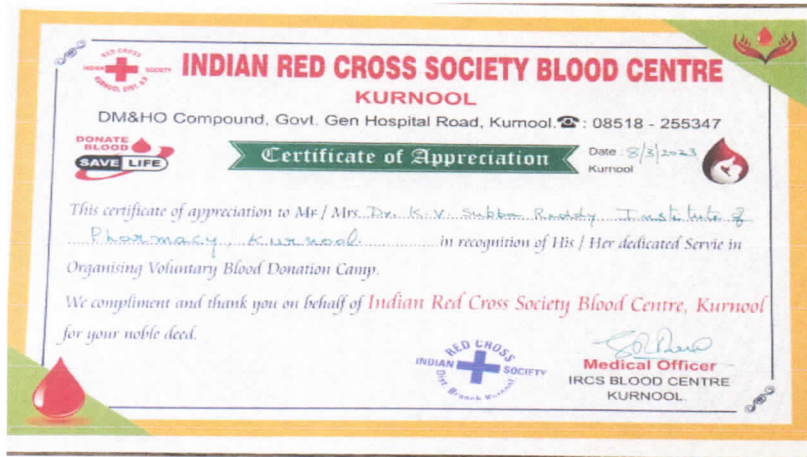 RED CROSS
INDIAN SOCIETY
KURNOOL DIST. A.P.
INDIAN RED CROSS SOCIETY BLOOD CENTRE
KURNOOL
DM&HO Compound, Govt. Gen Hospital Road, Kurnool.☎: 08518 - 255347
DONATE
BLOOD
SAVE LIFE
Certificate of Appreciation
Date : 8/3/2023
Kurnool
This certificate of appreciation to Mr / Mrs. Dr. K. V. Subba Reddy Institute of
Pharmacy, Kurnool. in recognition of His / Her dedicated Servie in
Organising Voluntary Blood Donation Camp.
We compliment and thank you on behalf of Indian Red Cross Society Blood Centre, Kurnool
for your noble deed.
RED CROSS
INDIAN SOCIETY
Dist. Branch Kurnool
Medical Officer
IRCS BLOOD CENTRE
KURNOOL.